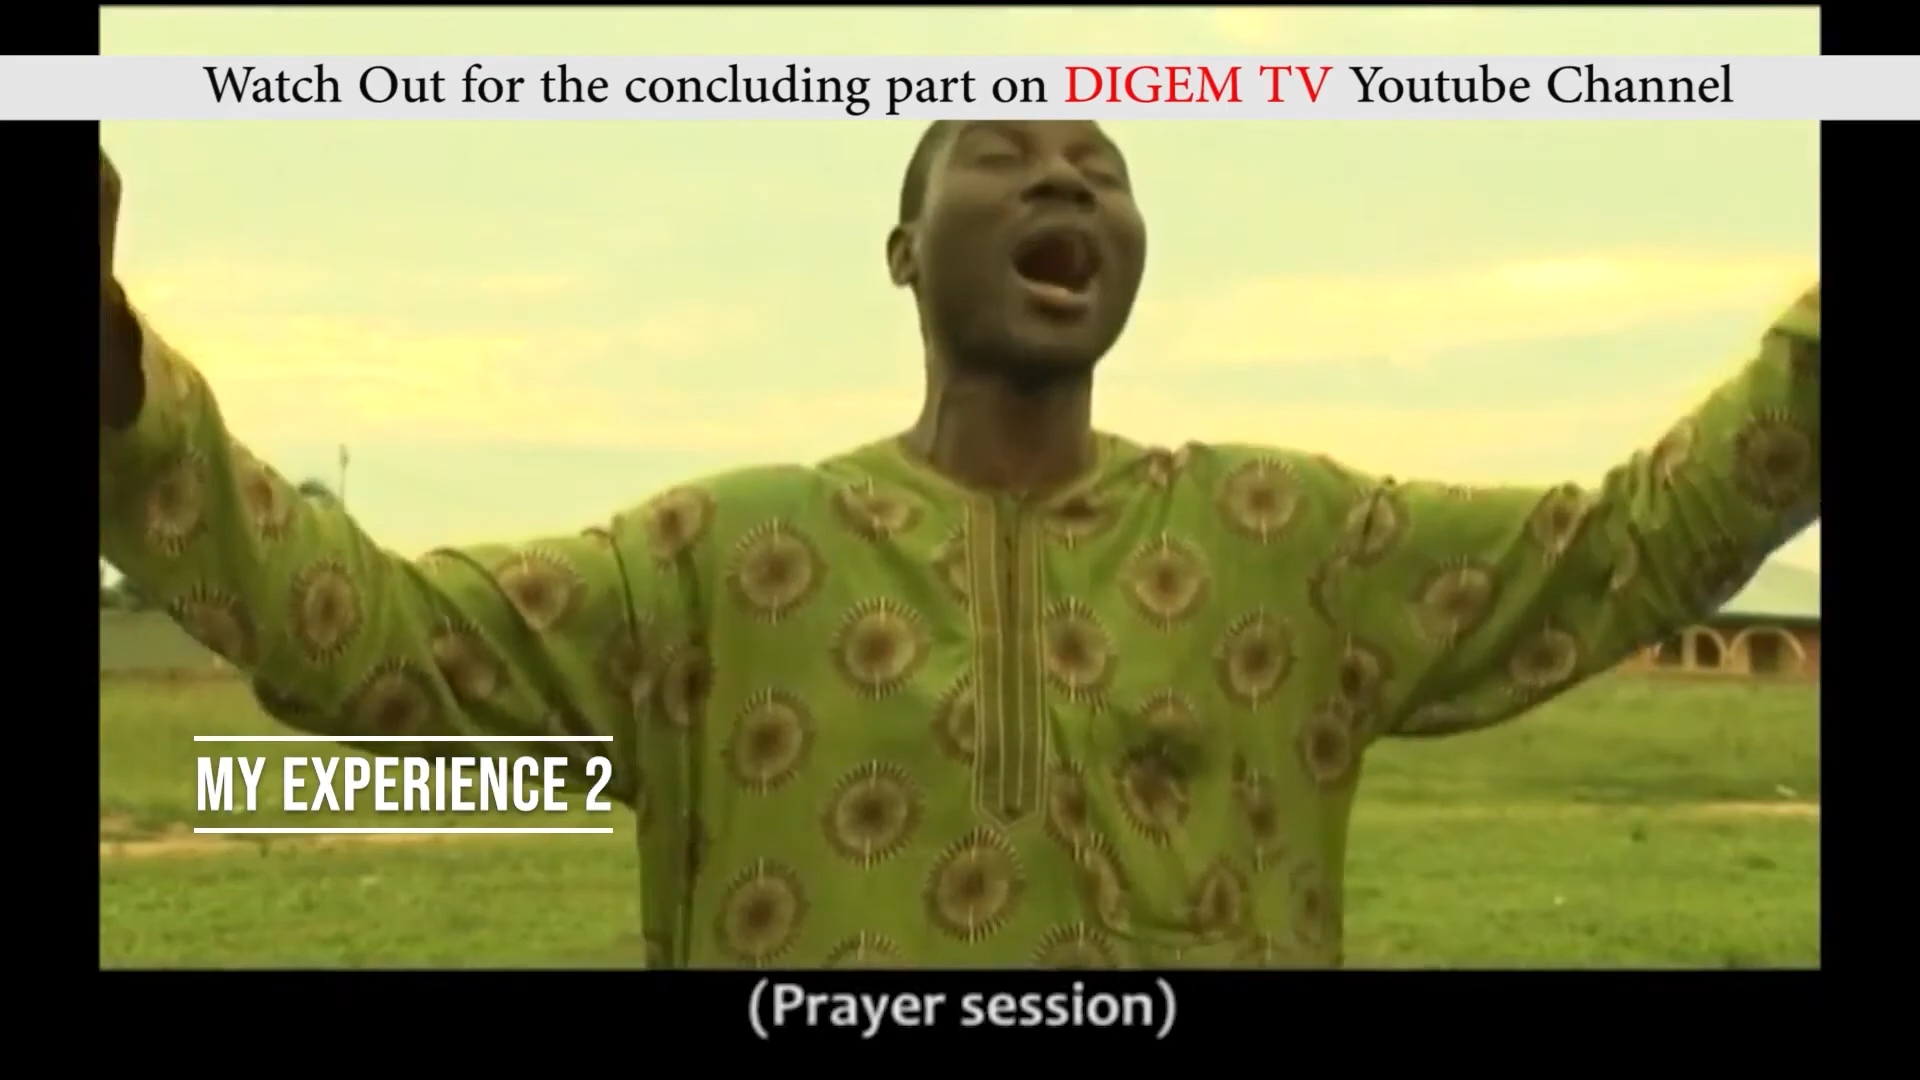 Watch Out for the concluding part on DIGEM TV Youtube Channel
MY EXPERIENCE 2
(Prayer session)